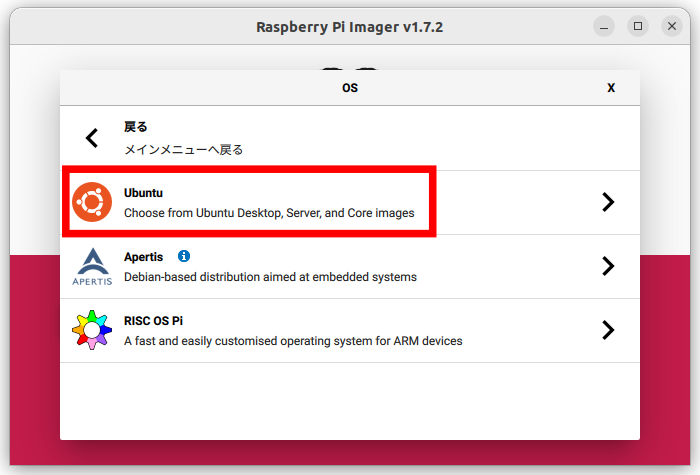 Raspberry Pi Imager v1.7.2
OS
X
戻る
メインメニューへ戻る
Ubuntu
Choose from Ubuntu Desktop, Server, and Core images
Apertis
Debian-based distribution aimed at embedded systems
APERTIS
RISC OS Pi
A fast and easily customised operating system for ARM devices